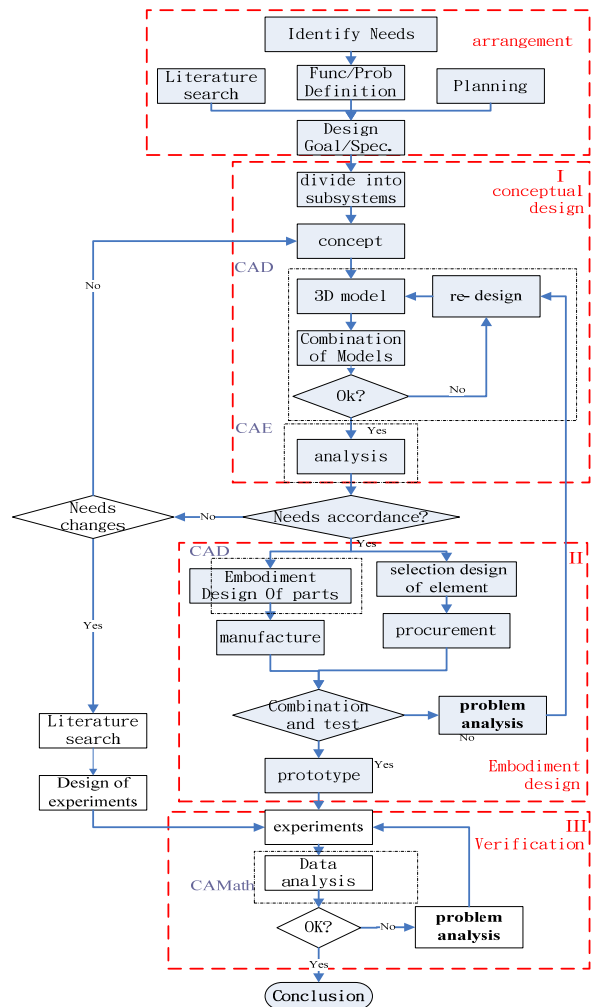 Identify Needs
arrangement
Literature
search
Func/Prob
Definition
Planning
Design
Goal/Spec.
I
conceptual
design
divide into
subsystems
concept
CAD
No
3D model
re-design
Combination
of Models
Ok?
No
CAE
Yes
analysis
Needs
changes
No
Needs accordance?
Yes
CAD
II
Embodiment
Design Of parts
selection design
of element
manufacture
procurement
Yes
Combination
and test
problem
analysis
No
Literature
search
prototype
Yes
Embodiment
design
Design of
experiments
experiments
III
Verification
Data
analysis
CAMath
OK?
No
problem
analysis
Yes
Conclusion